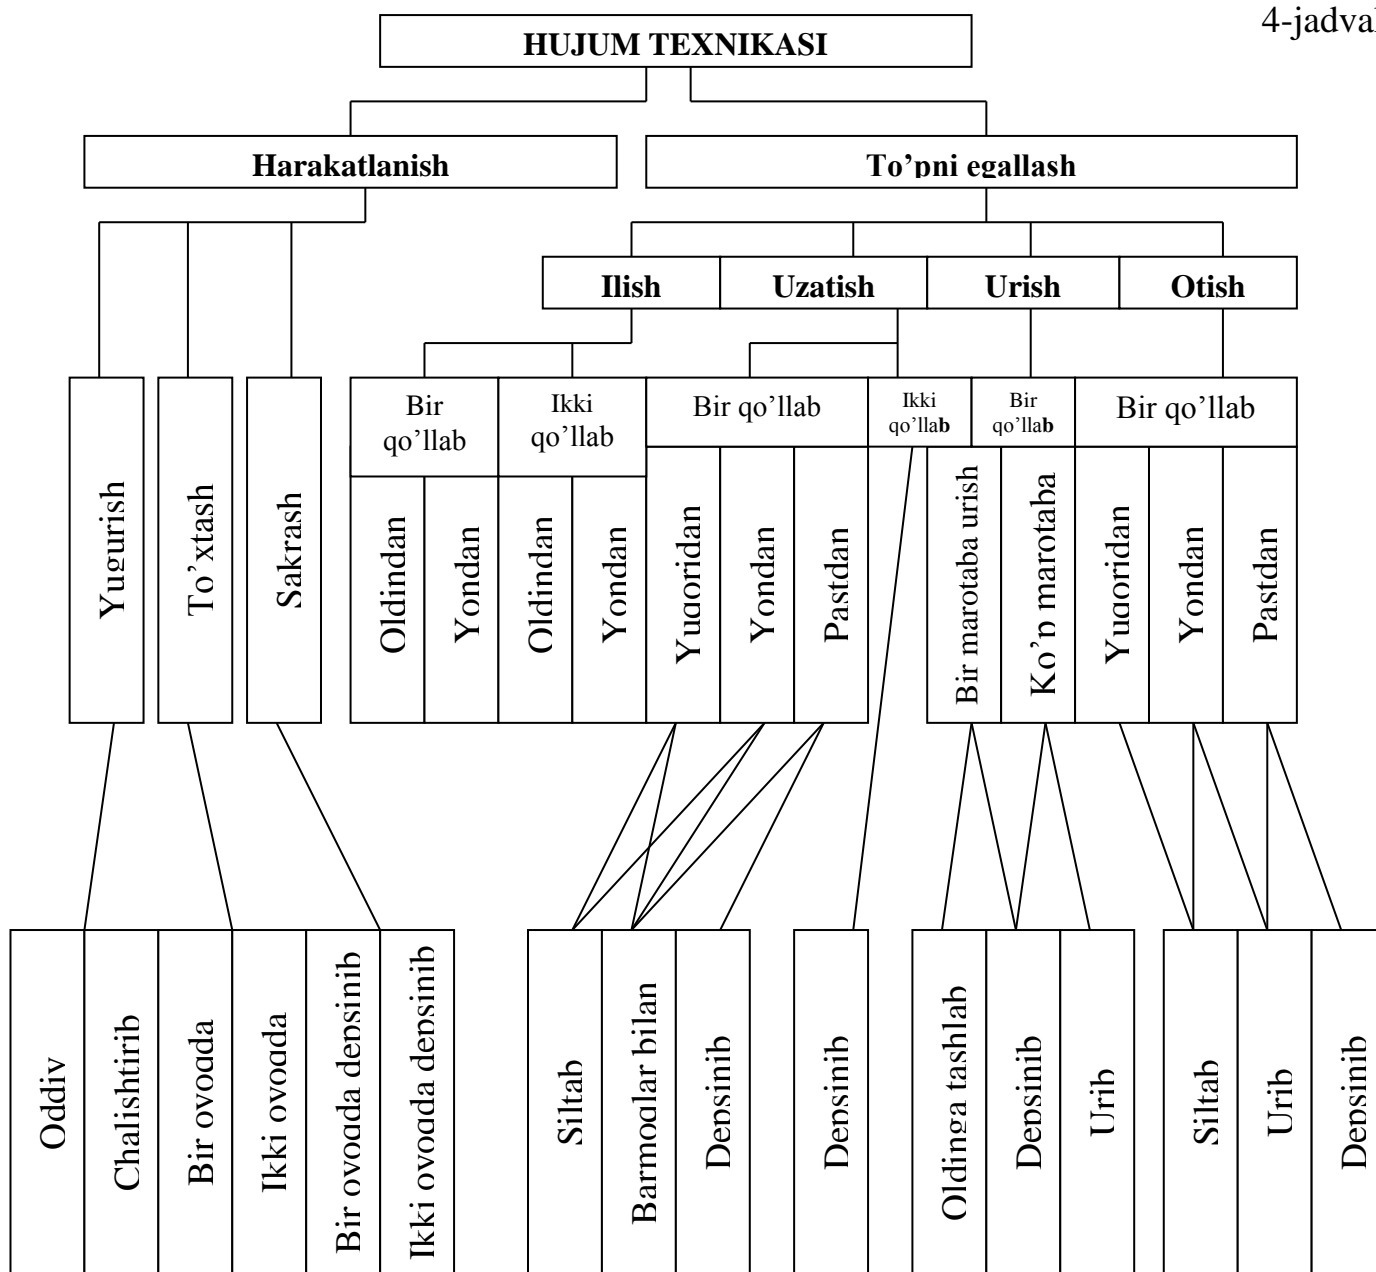 4-jadval
HUJUM TEXNIKASI
Harakatlanish
To’pni egallash
Ilish
Uzatish
Urish
Otish
Bir
qo’llab
Ikki
qo’llab
Bir qo’llab
Ikki
qo’llab
Bir
qo’llab
Bir qo’llab
Yugurish
To’xtash
Sakrash
Oldindan
Yondan
Oldindan
Yondan
Yuqoridan
Yondan
Pastdan
Bir marotaba urish
Ko’p marotaba
Yuqoridan
Yondan
Pastdan
Oddiy
Chalishtirib
Bir oyoqda
Ikki oyoqda
Bir oyoqda depsinib
Ikki oyoqda depsinib
Siltab
Barmoqlar bilan
Depsinib
Depsinib
Oldinga tashlab
Depsinib
Urib
Siltab
Urib
Depsinib